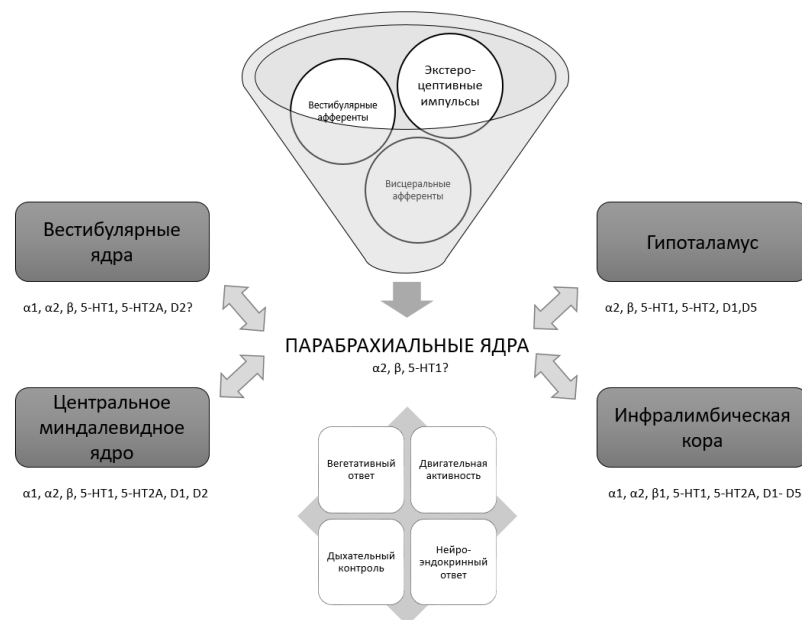 Экстеро-
цептивные
импульсы
Вестибулярные
афференты
Висцеральные
афференты
Вестибулярные
ядра
α1, α2, β, 5-HT1, 5-HT2A, D2?
Гипоталамус
α2, β, 5-HT1, 5-HT2, D1,D5
ПАРАБРАХИАЛЬНЫЕ ЯДРА
α2, β, 5-HT1?
Центральное
миндалевидное
ядро
α1, α2, β, 5-HT1, 5-HT2A, D1, D2
Инфралимбическая
кора
α1, α2, β1, 5-HT1, 5-HT2A, D1- D5
Вегетативный
ответ
Двигательная
активность
Дыхательный
контроль
Нейро-
эндокринный
ответ